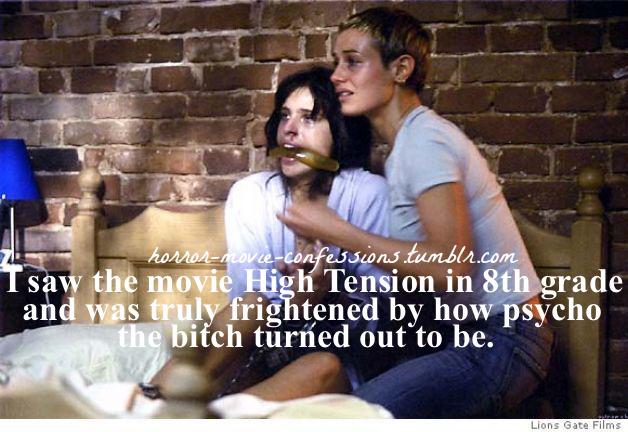 horror-movie-confessions.tumblr.com
I saw the movie High Tension in 8th grade
and was truly frightened by how psycho
the bitch turned out to be.
Lions Gate Films